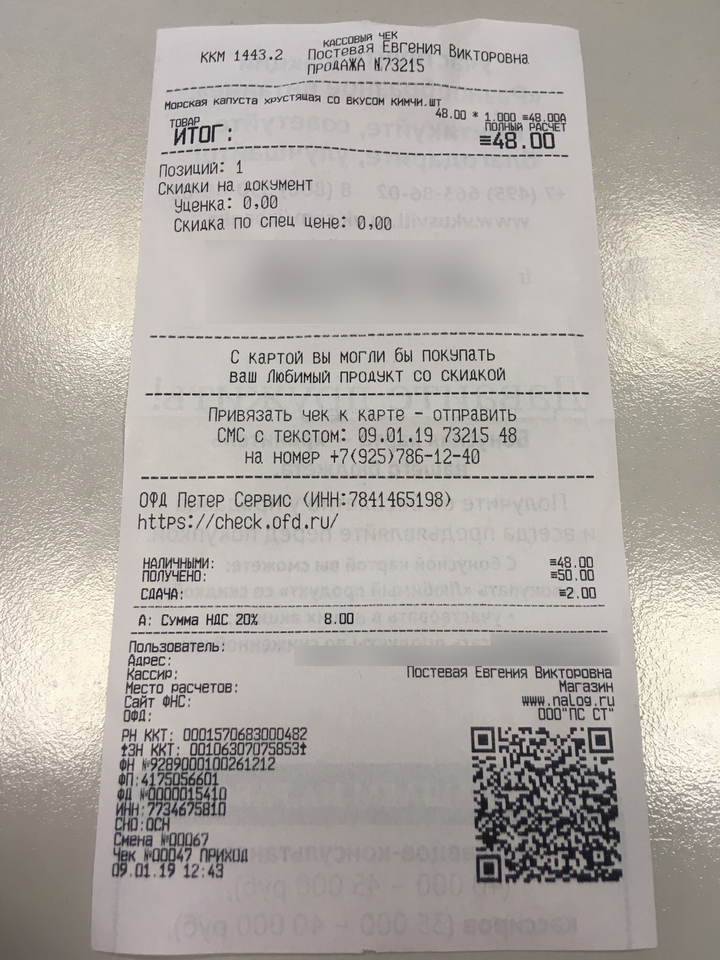 КАССОВЫЙ ЧЕК
ККМ 1443.2 Постевая Евгения Викторовна
ПРОДАЖА №73215
Морская капуста хрустящая со вкусом кимчи.шт
48.00 * 1.000 ≡48.00А
ТОВАР ПОЛНЫЙ РАСЧЕТ
ИТОГ: ≡48.00
Позиций: 1
Скидки на документ
Уценка: 0,00
Скидка по спец цене: 0,00
С картой вы могли бы покупать
ваш Любимый продукт со скидкой
Привязать чек к карте - отправить
СМС с текстом: 09.01.19 73215 48
на номер +7(925)786-12-40
ОФД Петер Сервис (ИНН:7841465198)
https://check.ofd.ru/
НАЛИЧНЫМИ: ≡48.00
ПОЛУЧЕНО: ≡50.00
СДАЧА: ≡2.00
А: Сумма НДС 20% 8.00
Пользователь:
Адрес:
Кассир: Постевая Евгения Викторовна
Место расчетов: Магазин
Сайт ФНС: www.nalog.ru
ОФД: ООО"ПС СТ"
РН ККТ: 0001570683000482
ЗН ККТ: 00106307075853
ФН №9289000100261212
ФП:4175056601
ФД №0000015410
ИНН:7734675810
СНО:ОСН
Смена №00067
Чек №00047 ПРИХОД
09.01.19 12:43